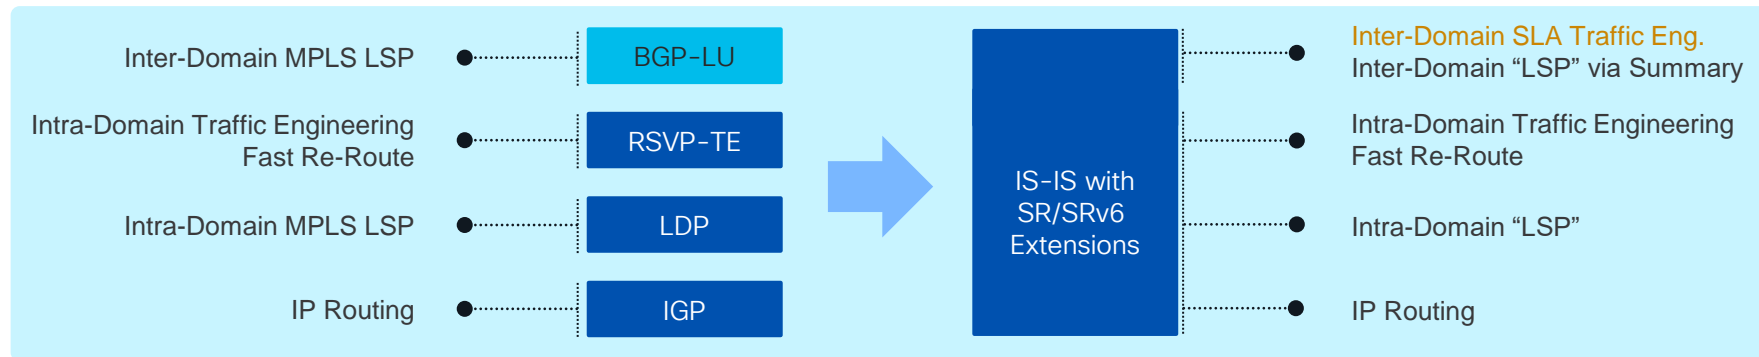 Inter-Domain MPLS LSP
BGP-LU
Intra-Domain Traffic Engineering
Fast Re-Route
RSVP-TE
Intra-Domain MPLS LSP
LDP
IP Routing
IGP
IS-IS with
SR/SRv6
Extensions
Inter-Domain SLA Traffic Eng.
Inter-Domain “LSP” via Summary
Intra-Domain Traffic Engineering
Fast Re-Route
Intra-Domain “LSP”
IP Routing